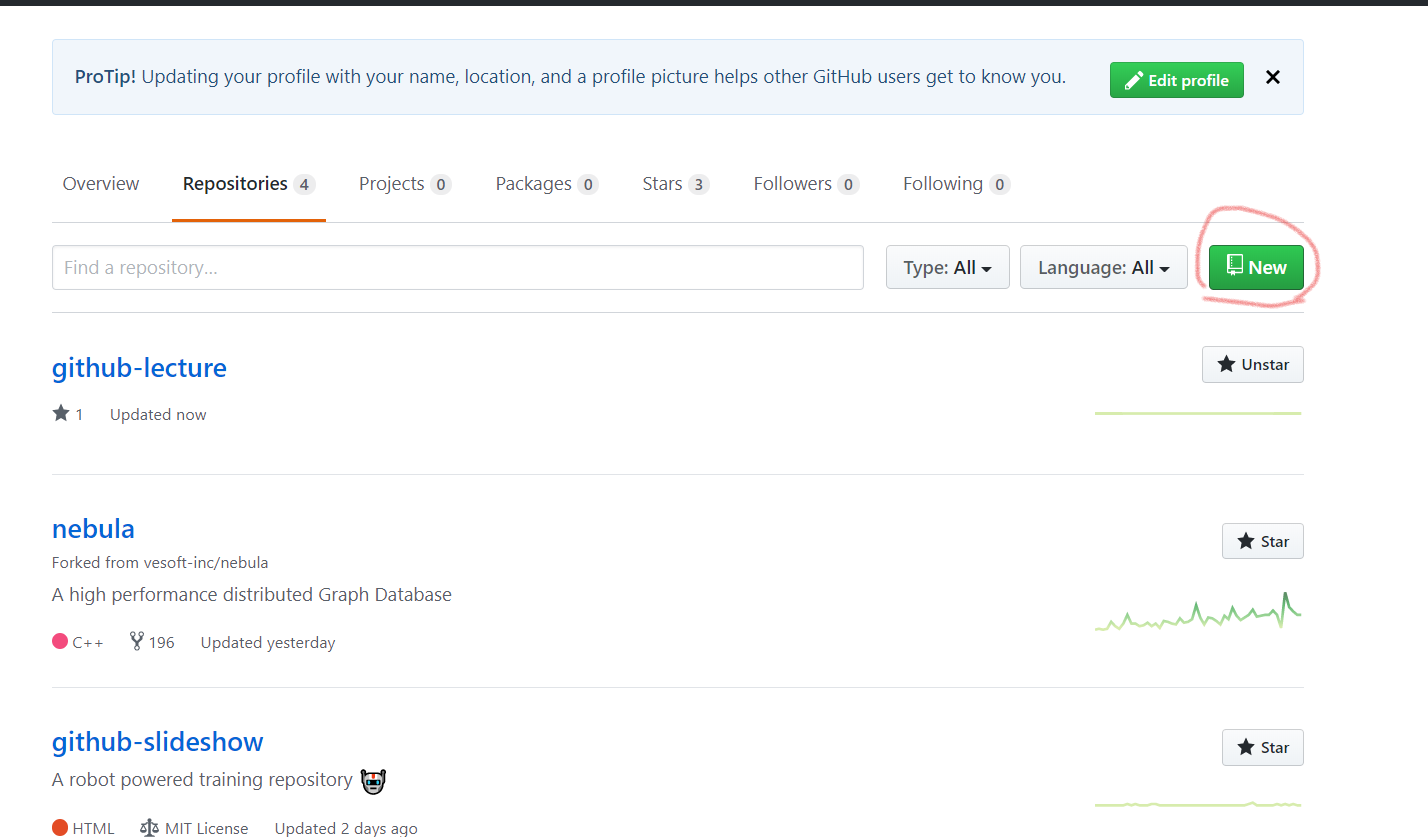 ProTip! Updating your profile with your name, location, and a profile picture helps other GitHub users get to know you. Edit profile
Overview Repositories 4 Projects 0 Packages 0 Stars 3 Followers 0 Following 0
Find a repository... Type: All Language: All New
github-lecture Unstar
1 Updated now
nebula
Forked from vesoft-inc/nebula Star
A high performance distributed Graph Database
C++ 196 Updated yesterday
github-slideshow Star
A robot powered training repository
HTML MIT License Updated 2 days ago